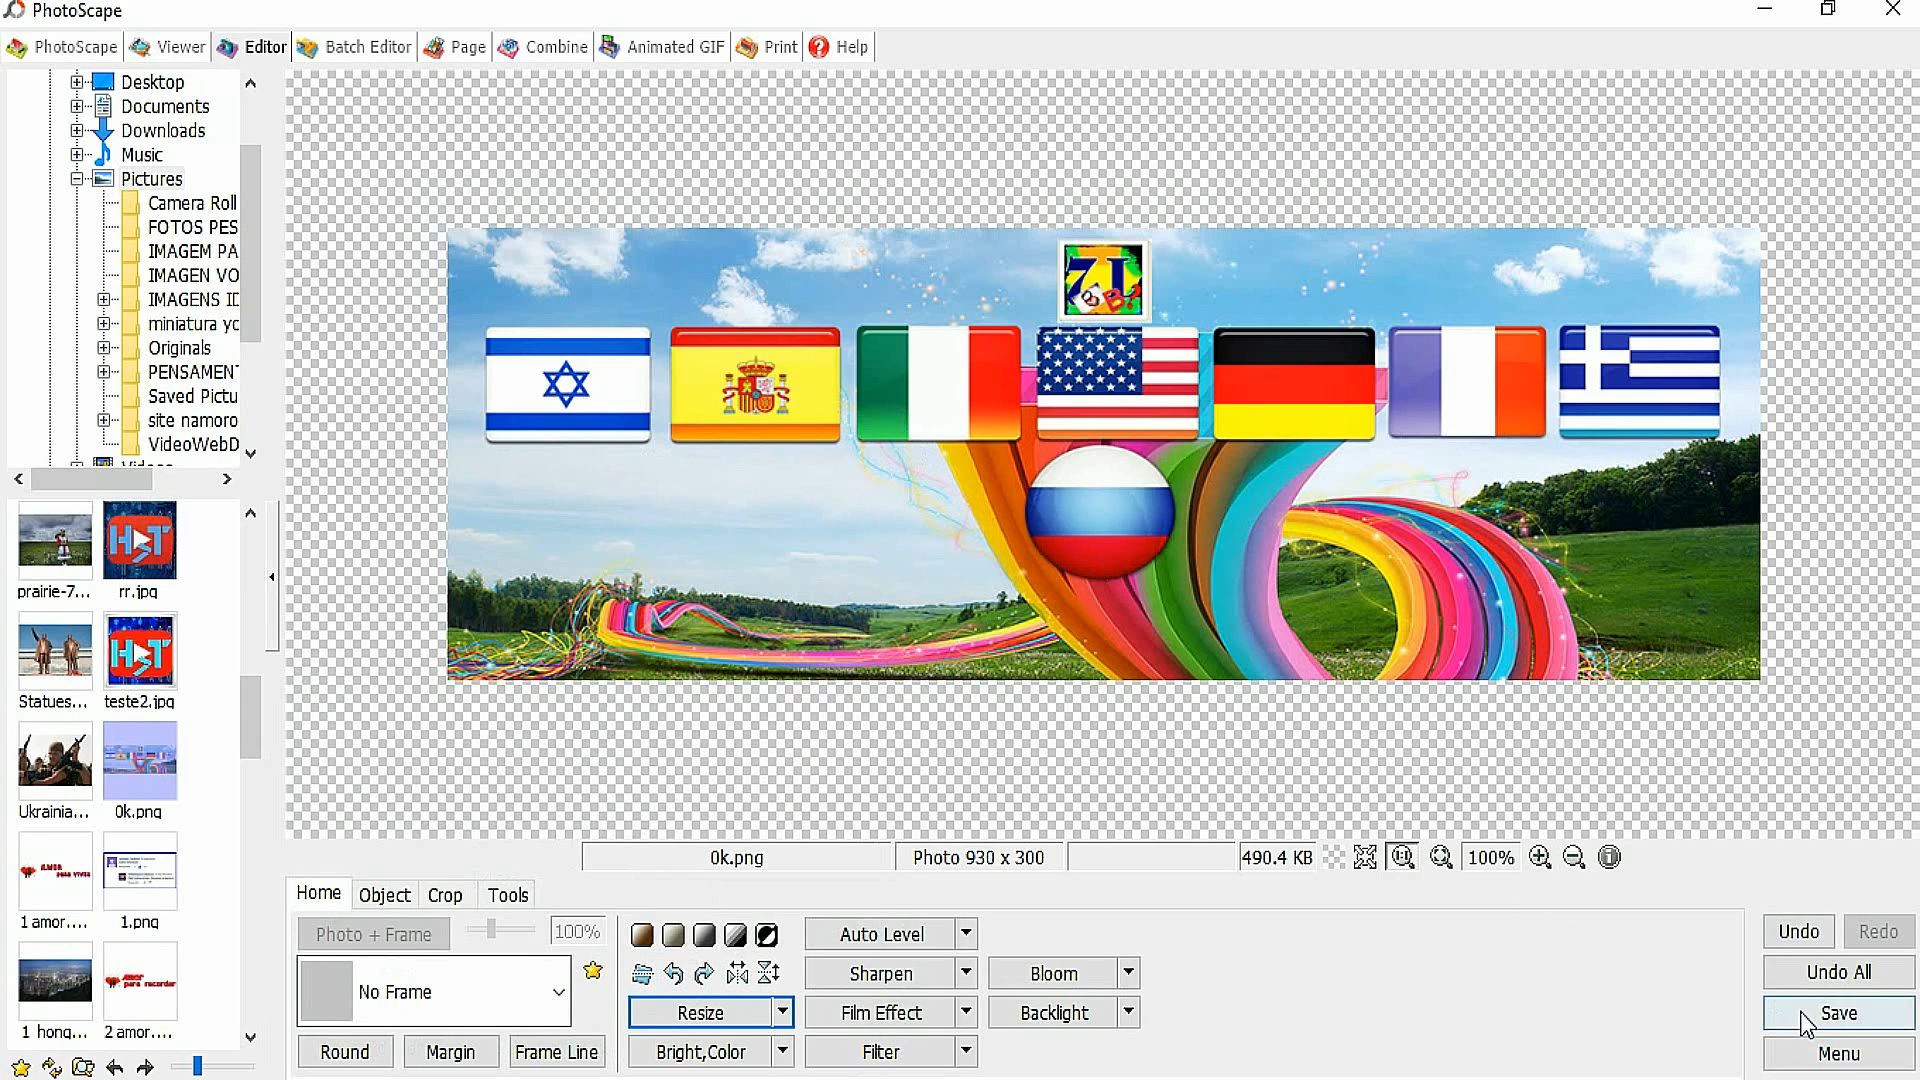 PhotoScape
PhotoScape
Viewer
Editor
Batch Editor
Page
Combine
Animated GIF
Print
Help
Desktop
Documents
Downloads
Music
Pictures
Camera Roll
FOTOS PES
IMAGEM PA
IMAGEN VO
IMAGENS
miniatura yo
Originals
PENSAMEN
Saved Pictu
site namoro
VideoWebD
prairie-7...
rr.jpg
Statues...
teste2.jpg
Ukrainia...
0k.png
1 amor....
1.png
1 hong...
2 amor....
0k.png
Photo 930 x 300
490.4 KB
100%
Home
Object
Crop
Tools
Photo + Frame
100%
No Frame
Round
Margin
Frame Line
Resize
Bright,Color
Auto Level
Sharpen
Film Effect
Filter
Bloom
Backlight
Undo
Redo
Undo All
Save
Menu